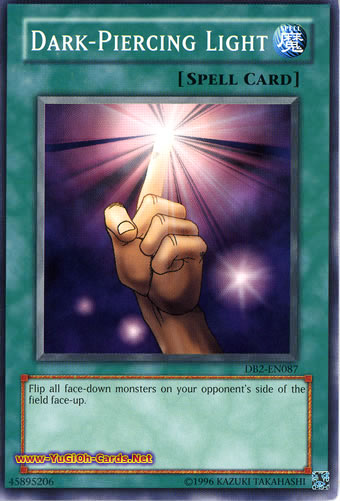 DARK-PIERCING LIGHT 魔
[SPELL CARD]
DB2-EN087
Flip all face-down monsters on your opponent's side of
the field face-up.
www.YuGiOh-Cards.Net
45895206
©1996 KAZUKI TAKAHASHI